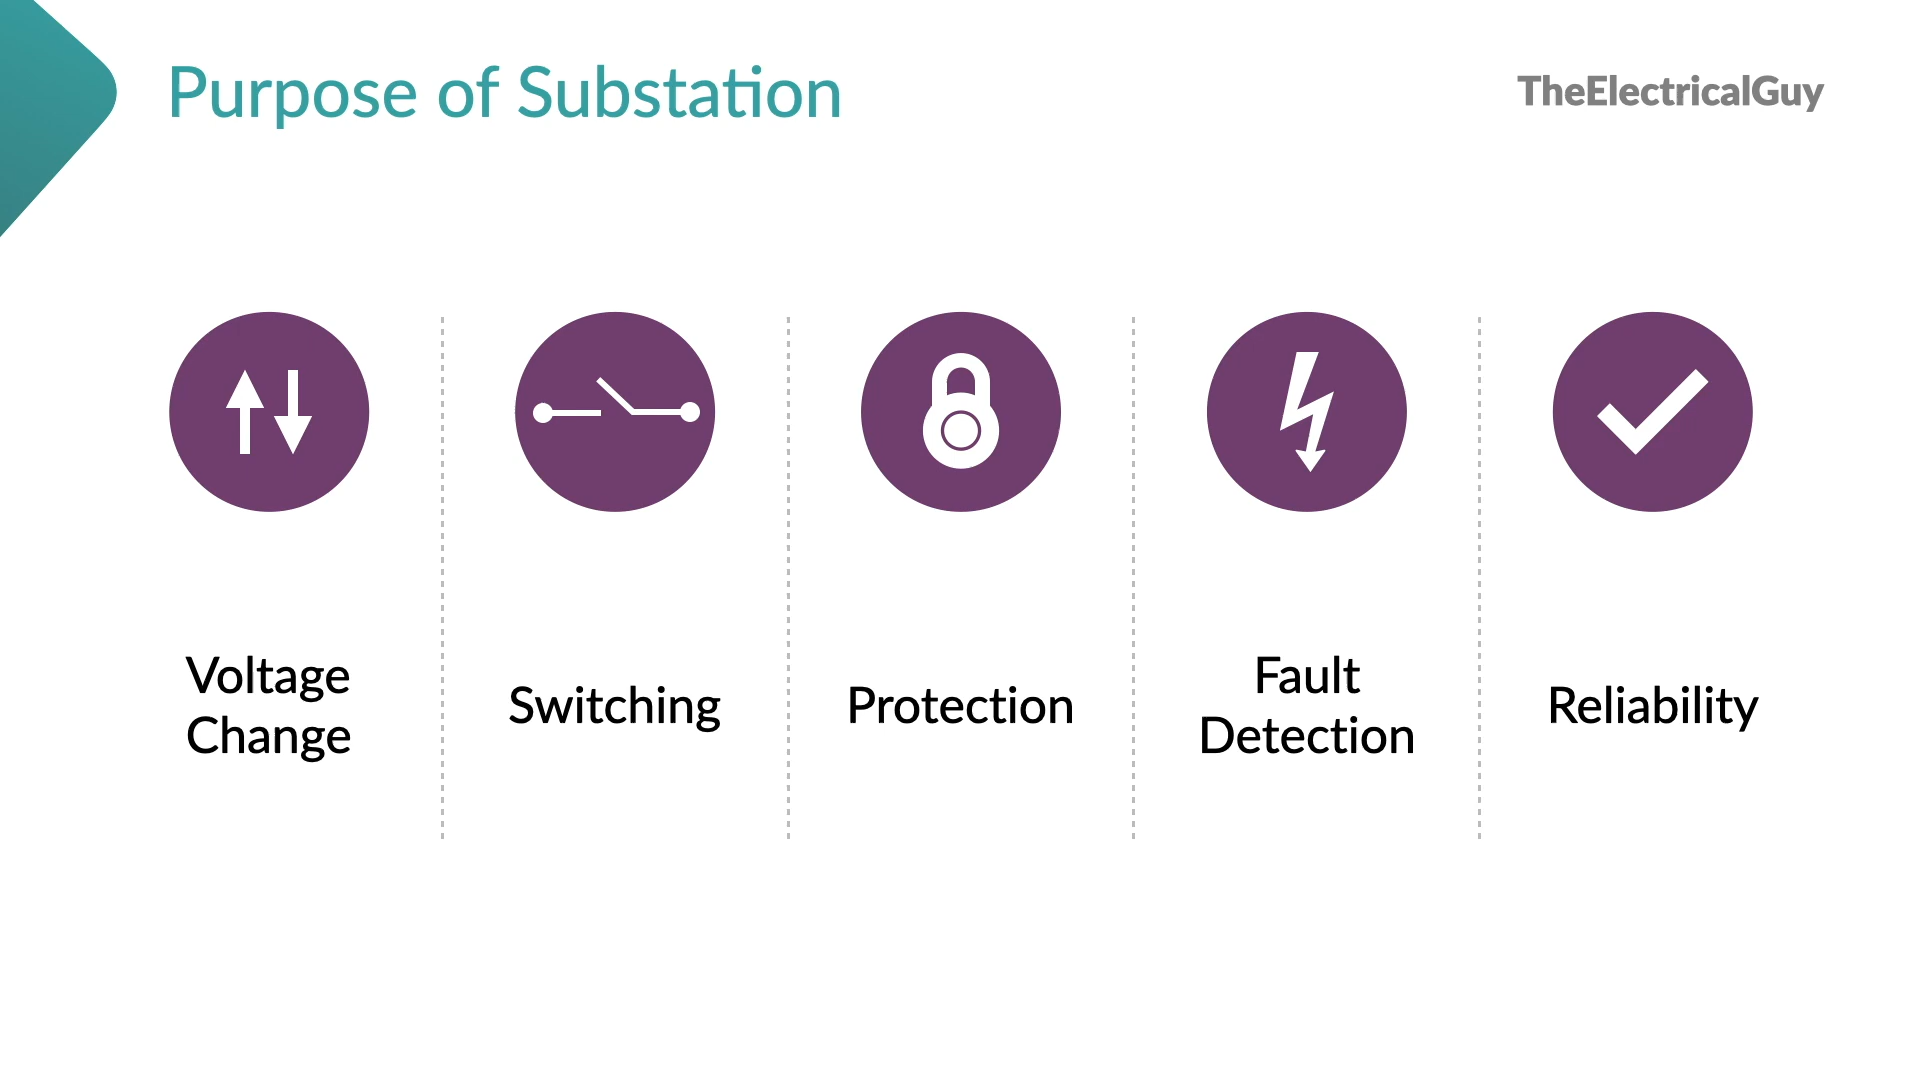 Purpose of Substation
TheElectricalGuy
Voltage
Change
Switching
Protection
Fault
Detection
Reliability